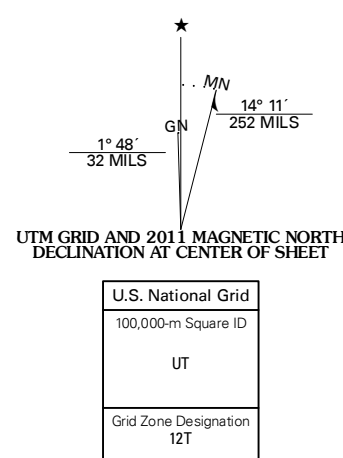 ★
MN
GN
14° 11´
252 MILS
1° 48´
32 MILS
UTM GRID AND 2011 MAGNETIC NORTH
DECLINATION AT CENTER OF SHEET
U.S. National Grid
100,000-m Square ID
UT
Grid Zone Designation
12T